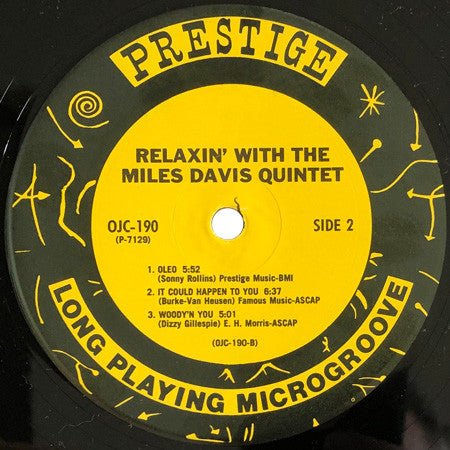 PRESTIGE
RELAXIN' WITH THE
MILES DAVIS QUINTET
OJC-190
(P-7129)
SIDE 2
1. OLEO 5:52
(Sonny Rollins) Prestige Music-BMI
2. IT COULD HAPPEN TO YOU 6:37
(Burke-Van Heusen) Famous Music-ASCAP
3. WOODY'N YOU 5:01
(Dizzy Gillespie) E. H. Morris-ASCAP
(OJC-190-B)
LONG PLAYING MICROGROOVE